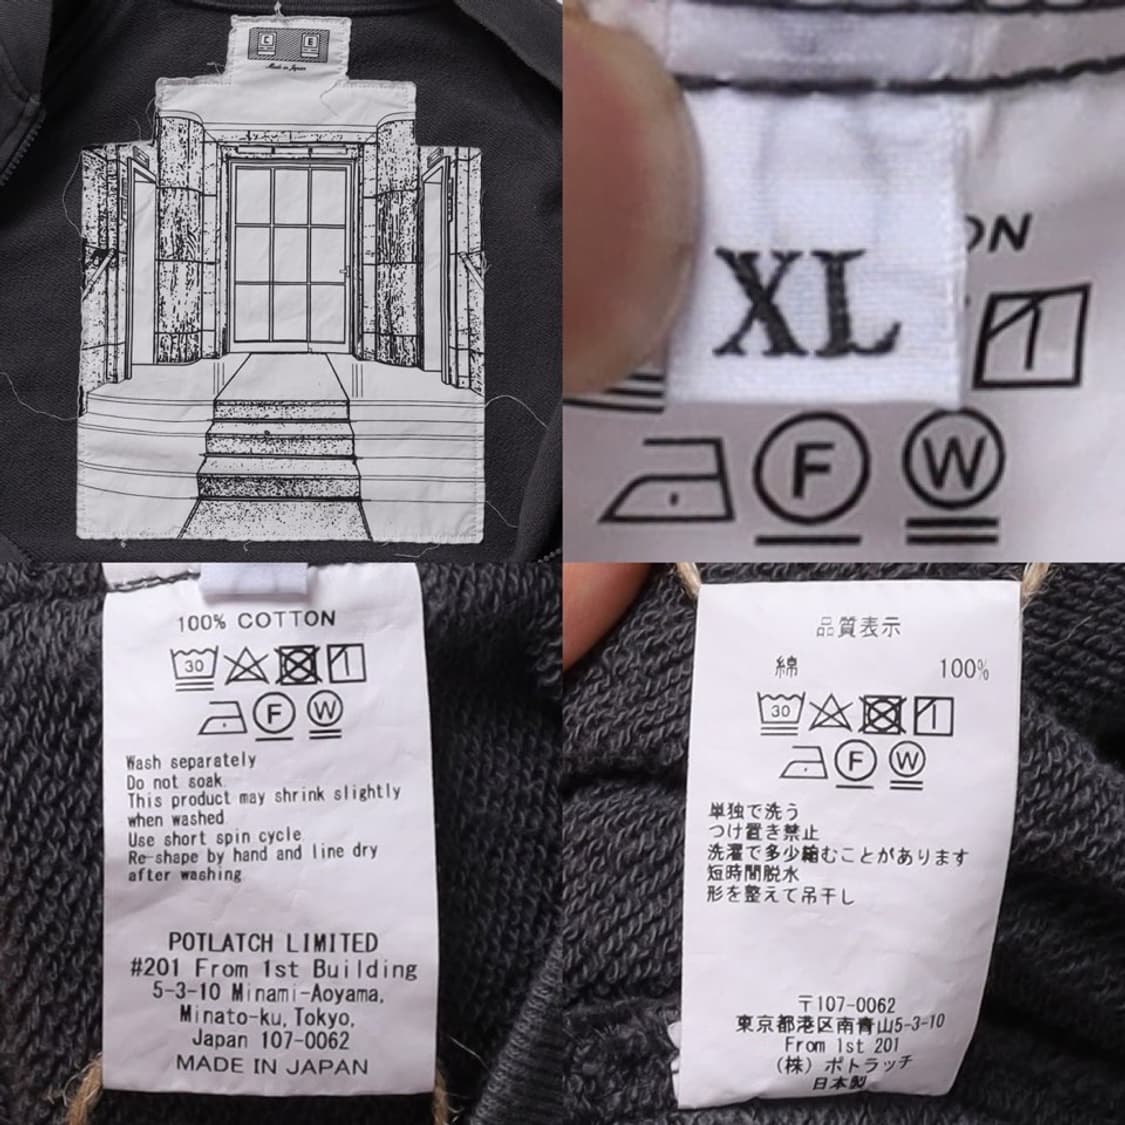 C E
Made in Japan
XL
ON
1
F W
100% COTTON
30 1
F W
Wash separately
Do not soak.
This product may shrink slightly
when washed
Use short spin cycle
Re-shape by hand and line dry
after washing
POTLATCH LIMITED
#201 From 1st Building
5-3-10 Minami-Aoyama,
Minato-ku,Tokyo,
Japan 107-0062
MADE IN JAPAN
品質表示
綿 100%
30 1
F W
単独で洗う
つけ置き禁止
洗濯で多少縮むことがあります
短時間脱水
形を整えて吊干し
〒107-0062
東京都港区南青山5-3-10
From 1st 201
(株) ポトラッチ
日本製